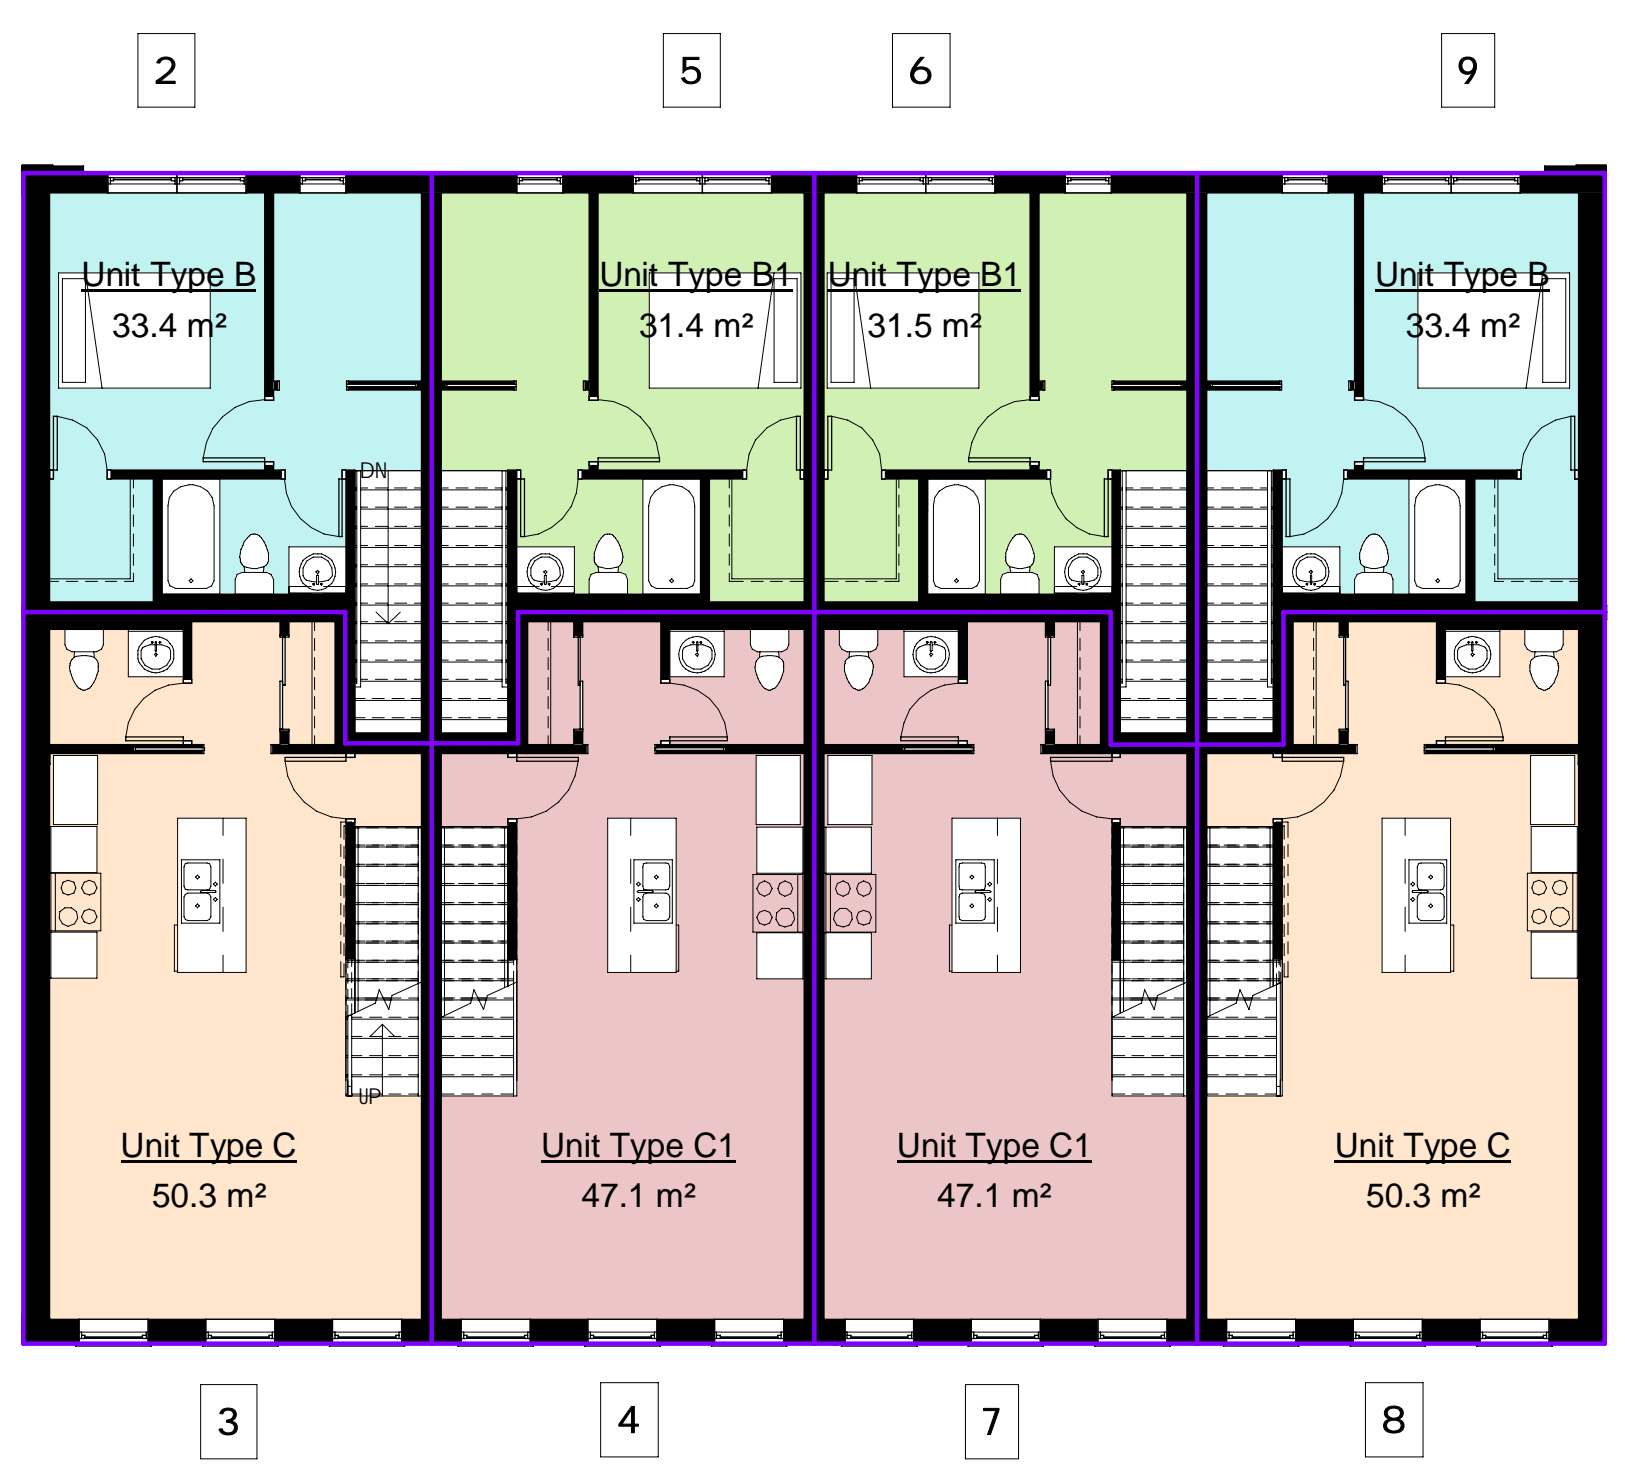 2
5
6
9
Unit Type B
33.4 m²
Unit Type B1
31.4 m²
Unit Type B1
31.5 m²
Unit Type B
33.4 m²
DN
UP
Unit Type C
50.3 m²
Unit Type C1
47.1 m²
Unit Type C1
47.1 m²
Unit Type C
50.3 m²
3
4
7
8